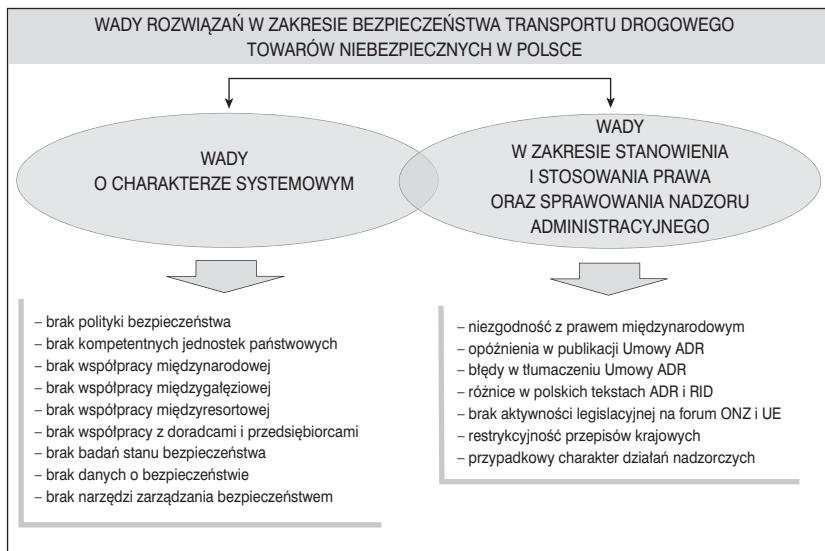 WADY ROZWIĄZAŃ W ZAKRESIE BEZPIECZEŃSTWA TRANSPORTU DROGOWEGO
TOWARÓW NIEBEZPIECZNYCH W POLSCE
WADY
O CHARAKTERZE SYSTEMOWYM
WADY
W ZAKRESIE STANOWIENIA
I STOSOWANIA PRAWA
ORAZ SPRAWOWANIA NADZORU
ADMINISTRACYJNEGO
– brak polityki bezpieczeństwa
– brak kompetentnych jednostek państwowych
– brak współpracy międzynarodowej
– brak współpracy międzygałęziowej
– brak współpracy międzyresortowej
– brak współpracy z doradcami i przedsiębiorcami
– brak badań stanu bezpieczeństwa
– brak danych o bezpieczeństwie
– brak narzędzi zarządzania bezpieczeństwem
– niezgodność z prawem międzynarodowym
– opóźnienia w publikacji Umowy ADR
– błędy w tłumaczeniu Umowy ADR
– różnice w polskich tekstach ADR i RID
– brak aktywności legislacyjnej na forum ONZ i UE
– restrykcyjność przepisów krajowych
– przypadkowy charakter działań nadzorczych